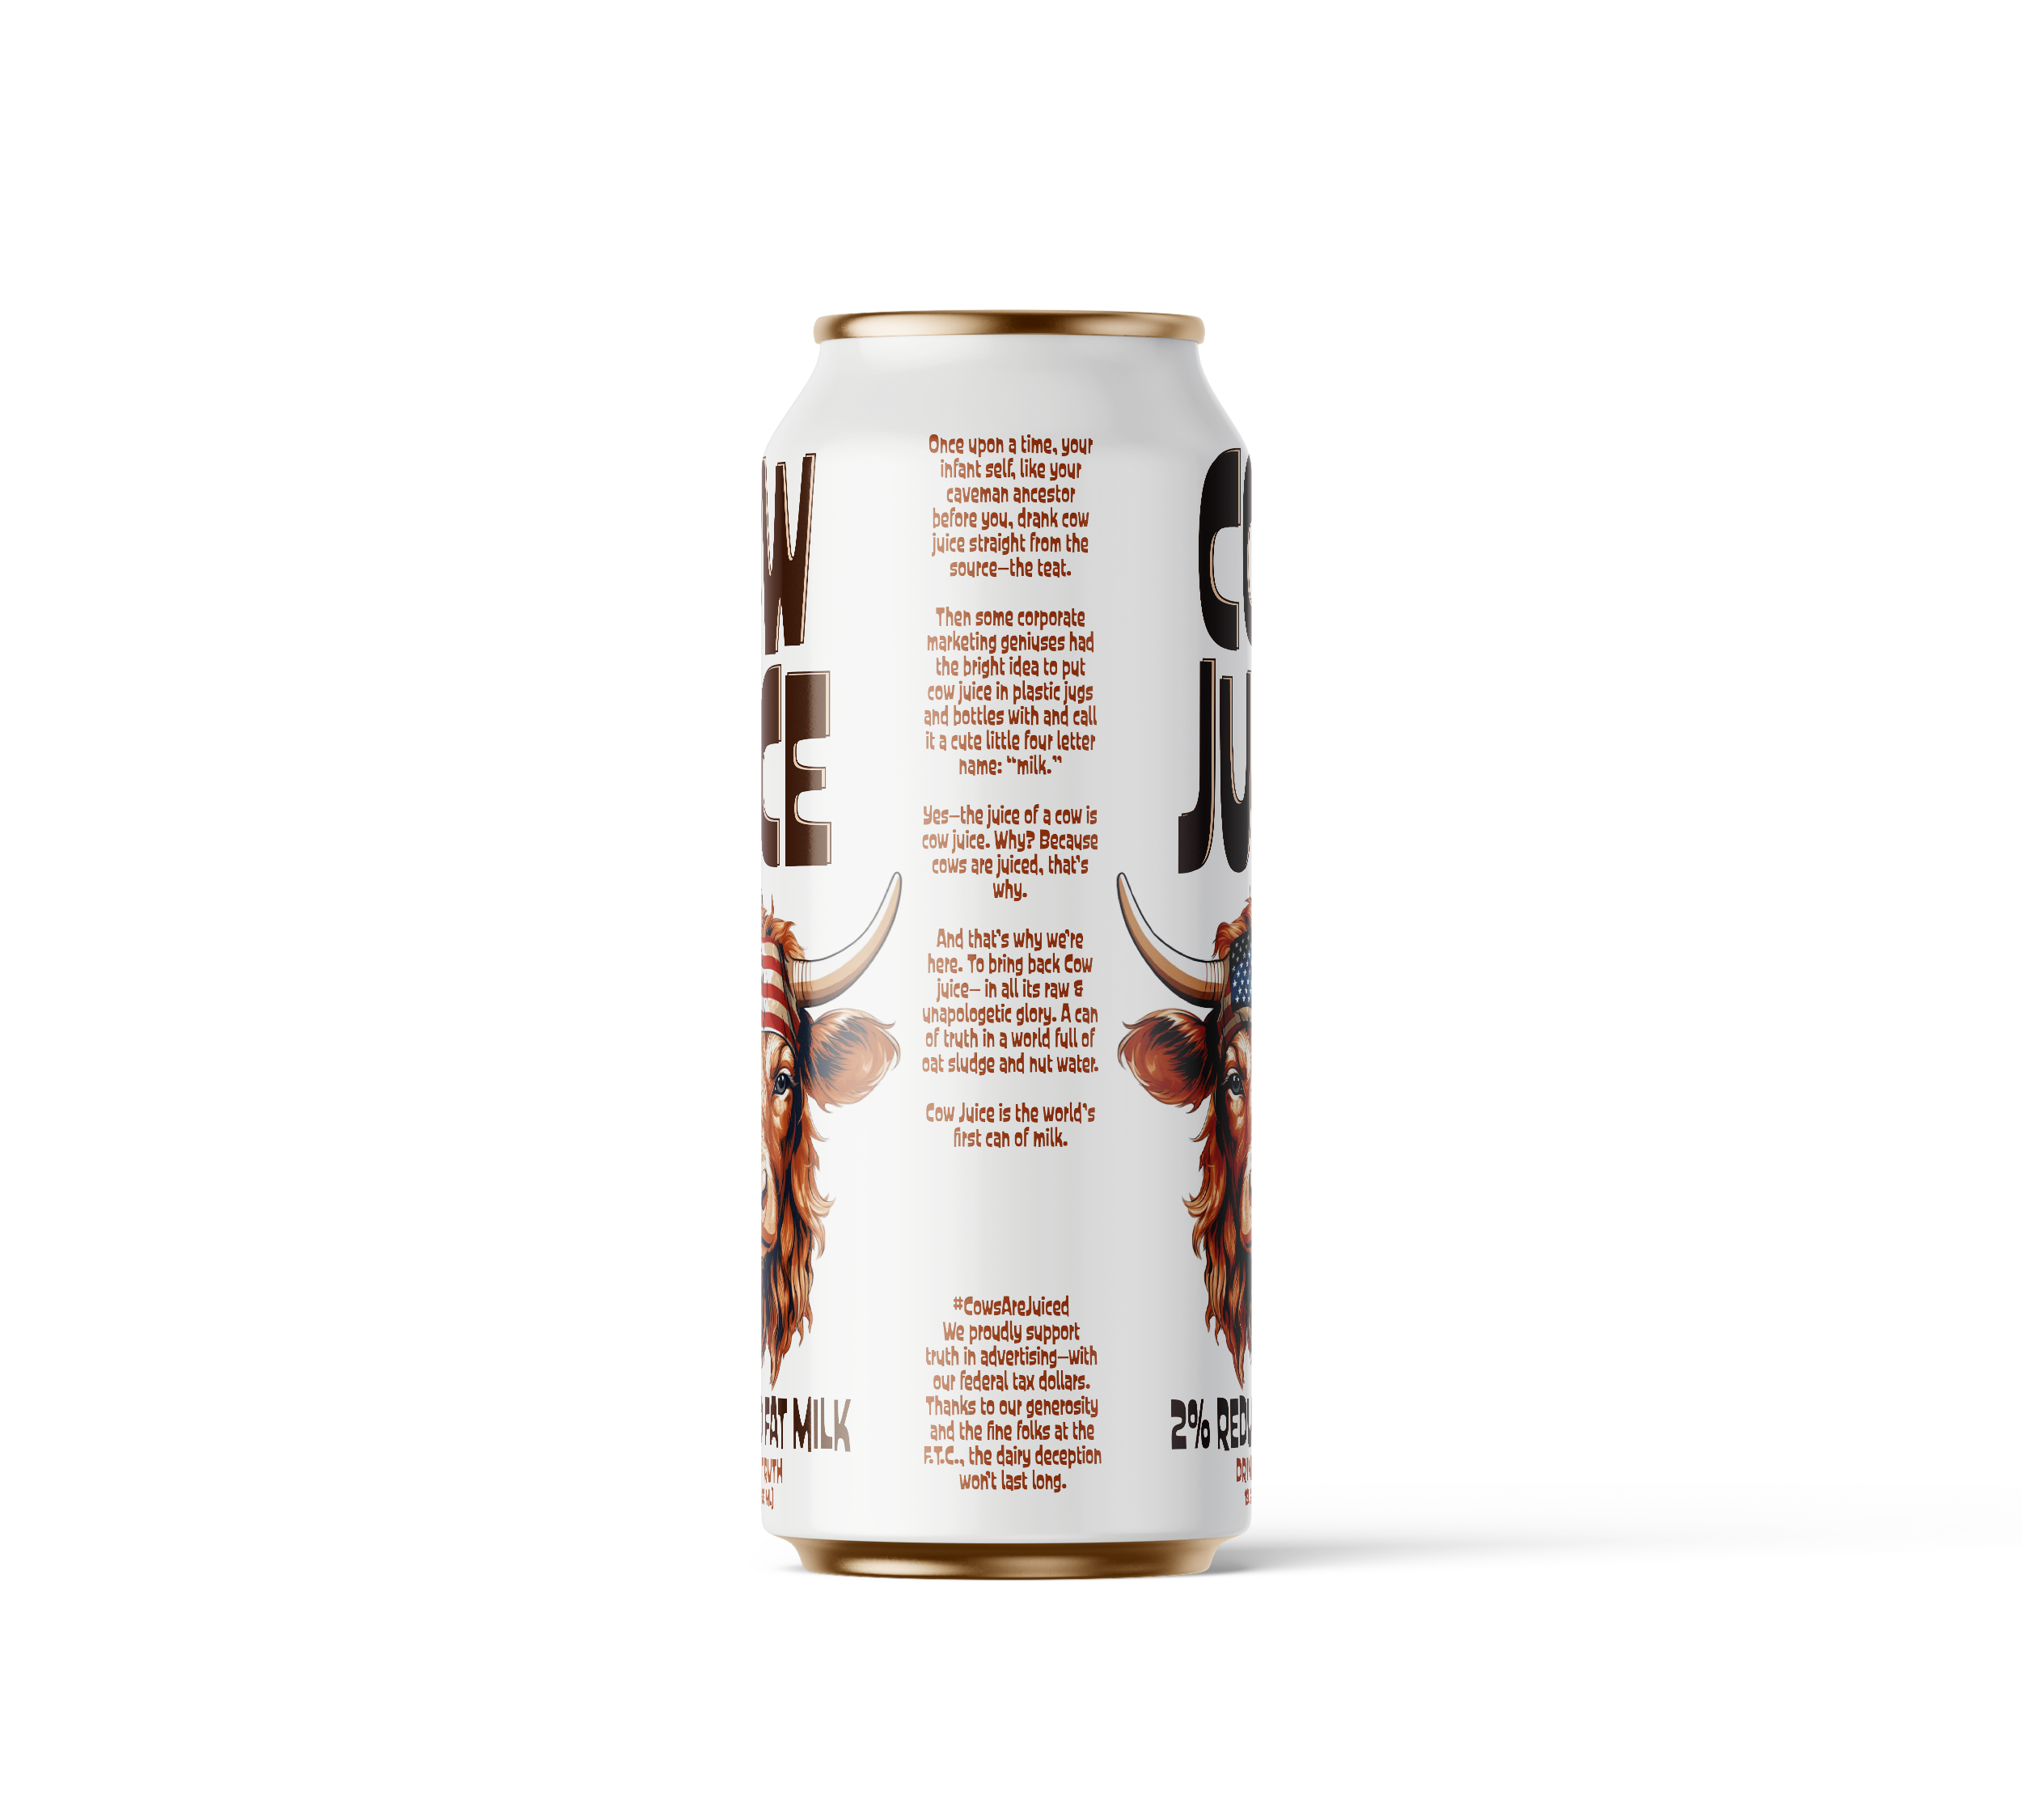 Once upon a time, your
infant self, like your
caveman ancestor
before you, drank cow
juice straight from the
source—the teat.
Then some corporate
marketing geniuses had
the bright idea to put
cow juice in plastic jugs
and bottles with and call
it a cute little four letter
name: “milk.”
Yes—the juice of a cow is
cow juice. Why? Because
cows are juiced, that’s
why.
And that’s why we’re
here. To bring back Cow
juice— in all its raw &
unapologetic glory. A can
of truth in a world full of
oat sludge and nut water.
Cow Juice is the world’s
first can of milk.
#CowsAreJuiced
We proudly support
truth in advertising—with
our federal tax dollars.
Thanks to our generosity
and the fine folks at the
F.T.C., the dairy deception
won’t last long.
W
CE
FAT MILK
CO
JU
2% REDU